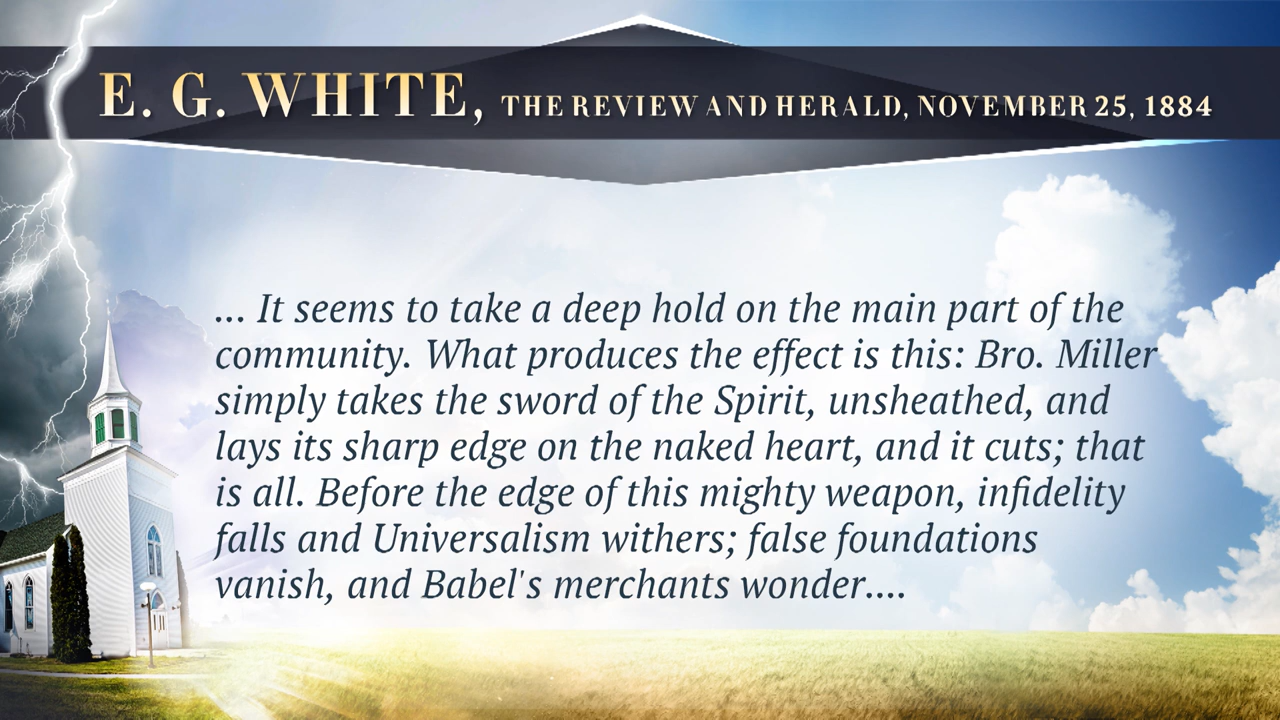 E. G. WHITE, THE REVIEW AND HERALD, NOVEMBER 25, 1884
... It seems to take a deep hold on the main part of the
community. What produces the effect is this: Bro. Miller
simply takes the sword of the Spirit, unsheathed, and
lays its sharp edge on the naked heart, and it cuts; that
is all. Before the edge of this mighty weapon, infidelity
falls and Universalism withers; false foundations
vanish, and Babel's merchants wonder....